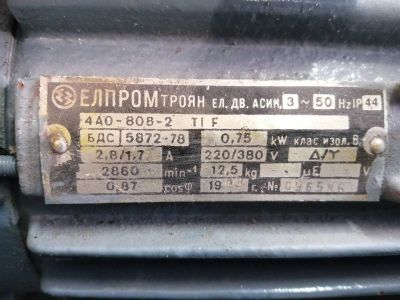 ЕЛПРОМ ТРОЯН ЕЛ. ДВ. АСИН. 3 ~ 50 Hz IP 44
4АО-80В-2 TI F
БДС 5872-78 0,75 kW клас изол. B
2,8/1,7 A 220/380 V Δ/Y
2860 min⁻¹ 12,5 kg μF V
0,87 cosφ 19 г. №